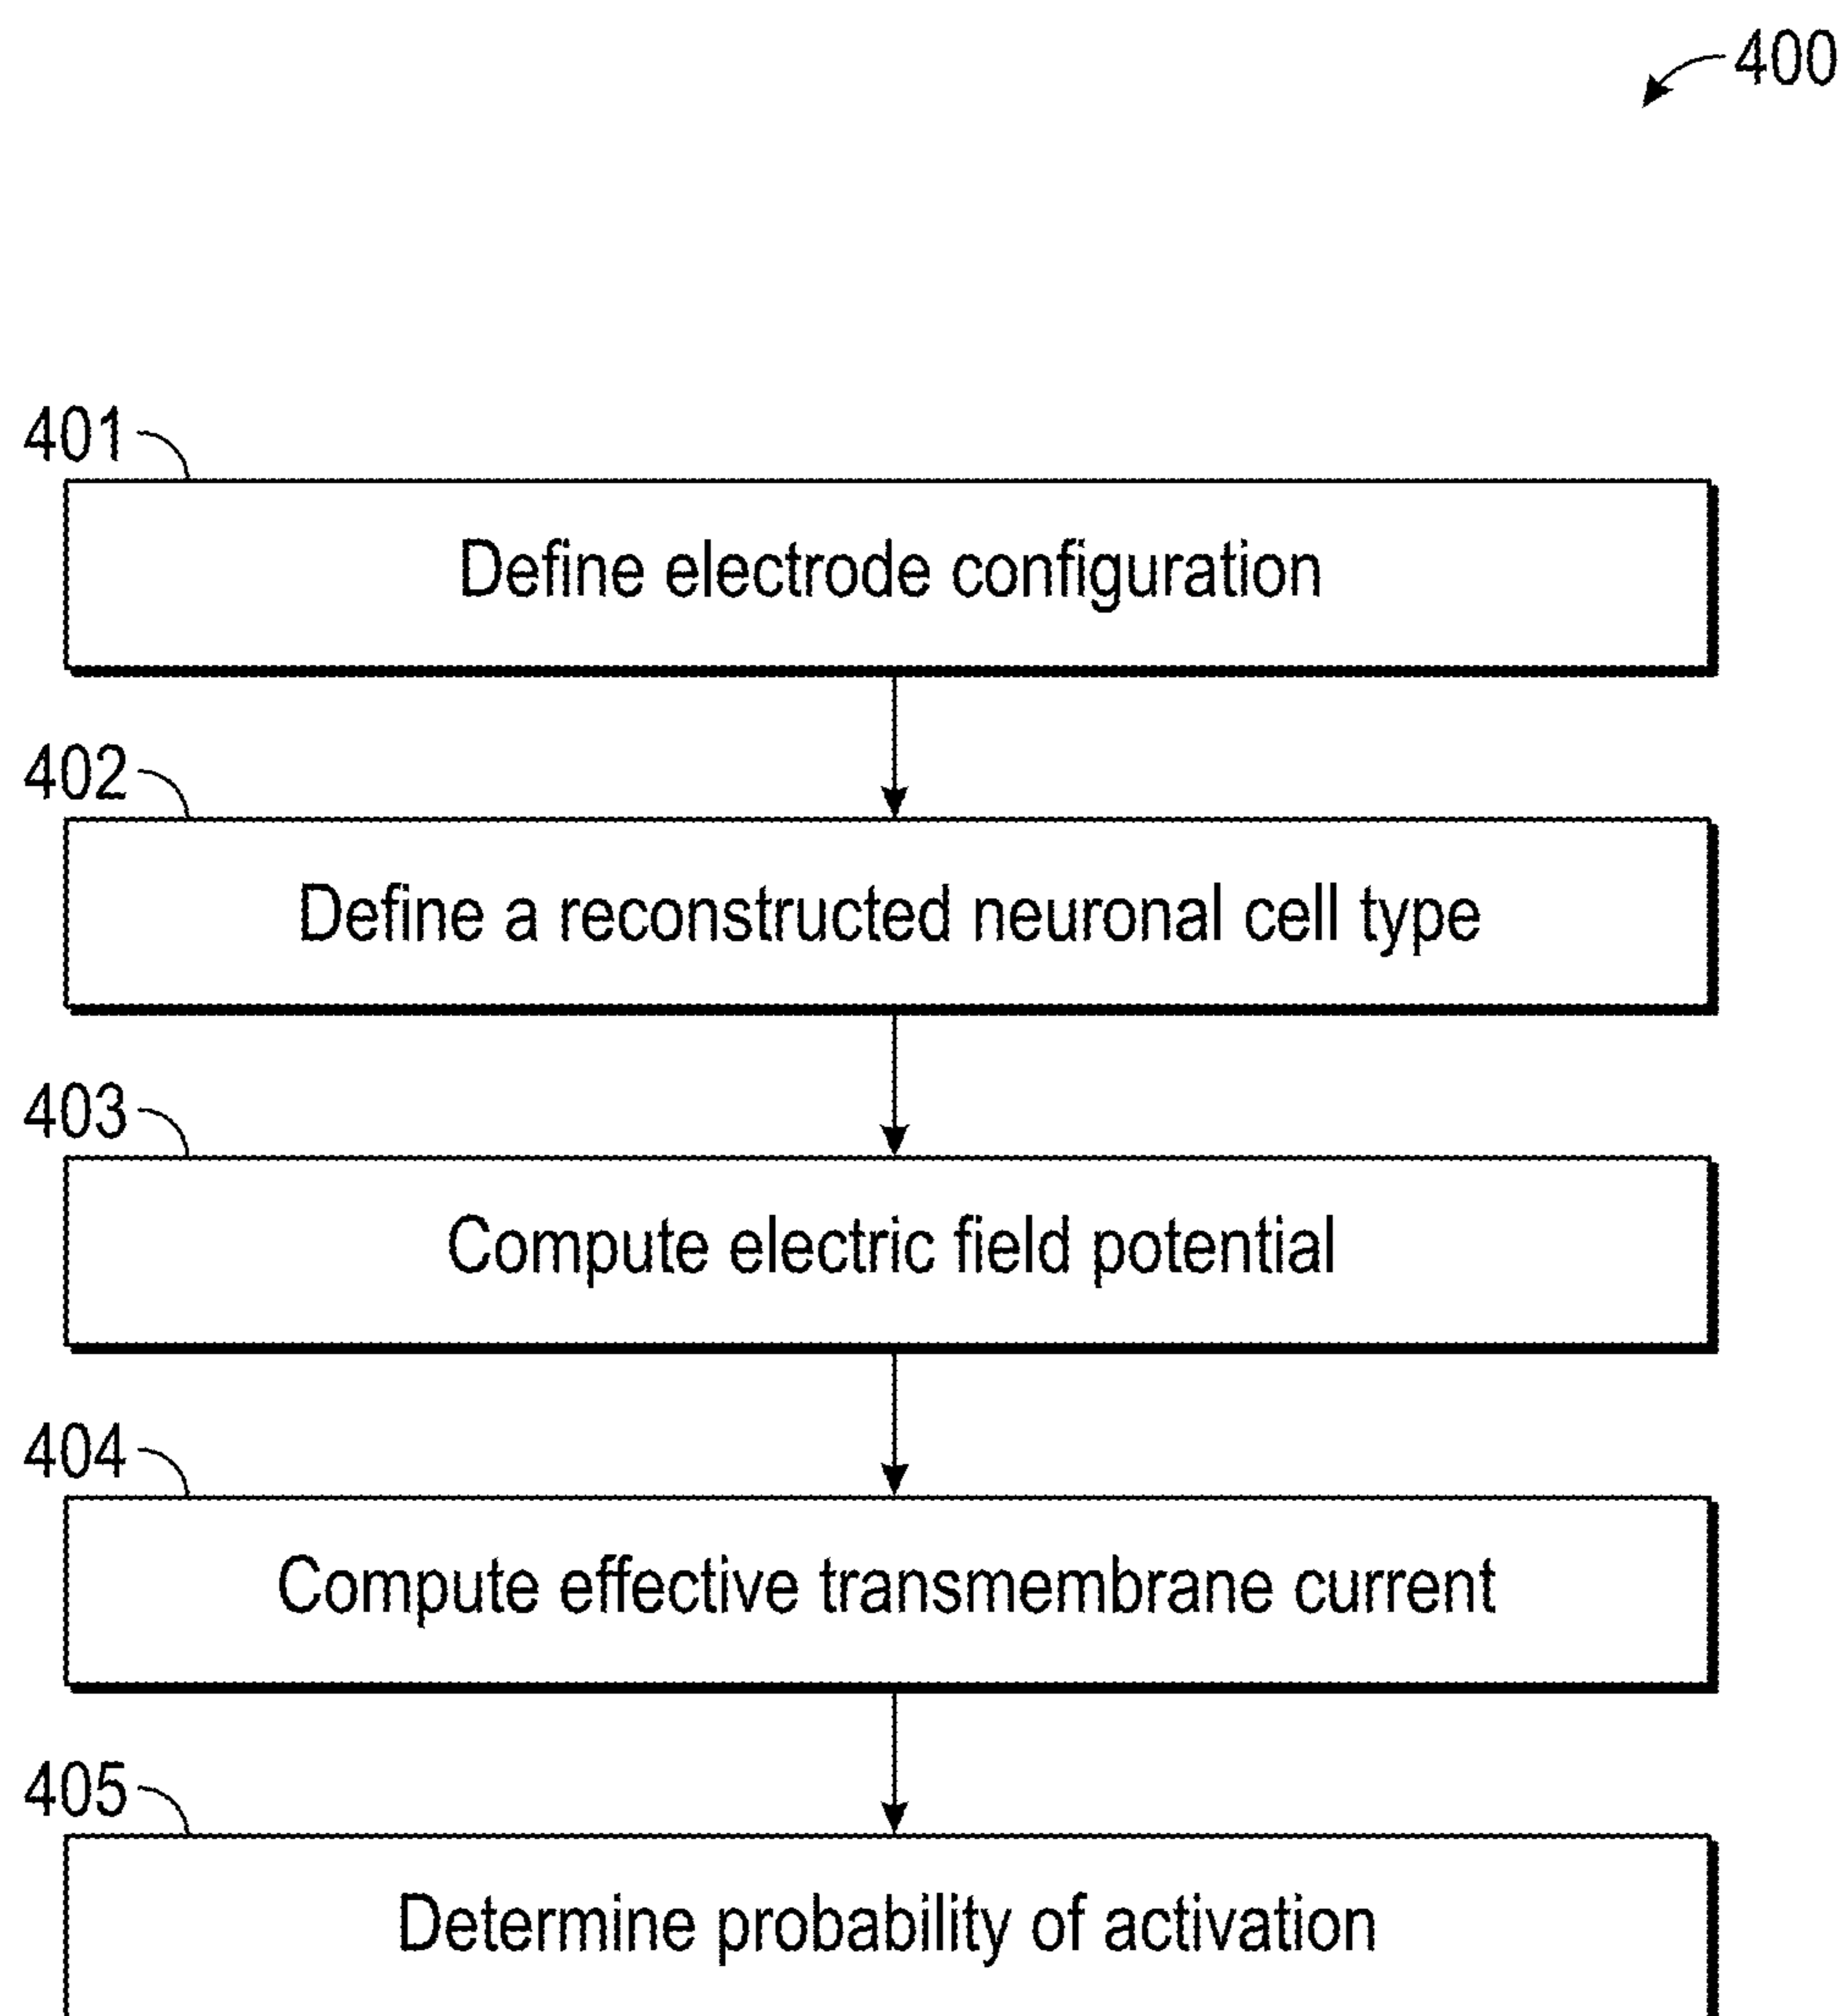 400
401
Define electrode configuration
402
Define a reconstructed neuronal cell type
403
Compute electric field potential
404
Compute effective transmembrane current
405
Determine probability of activation